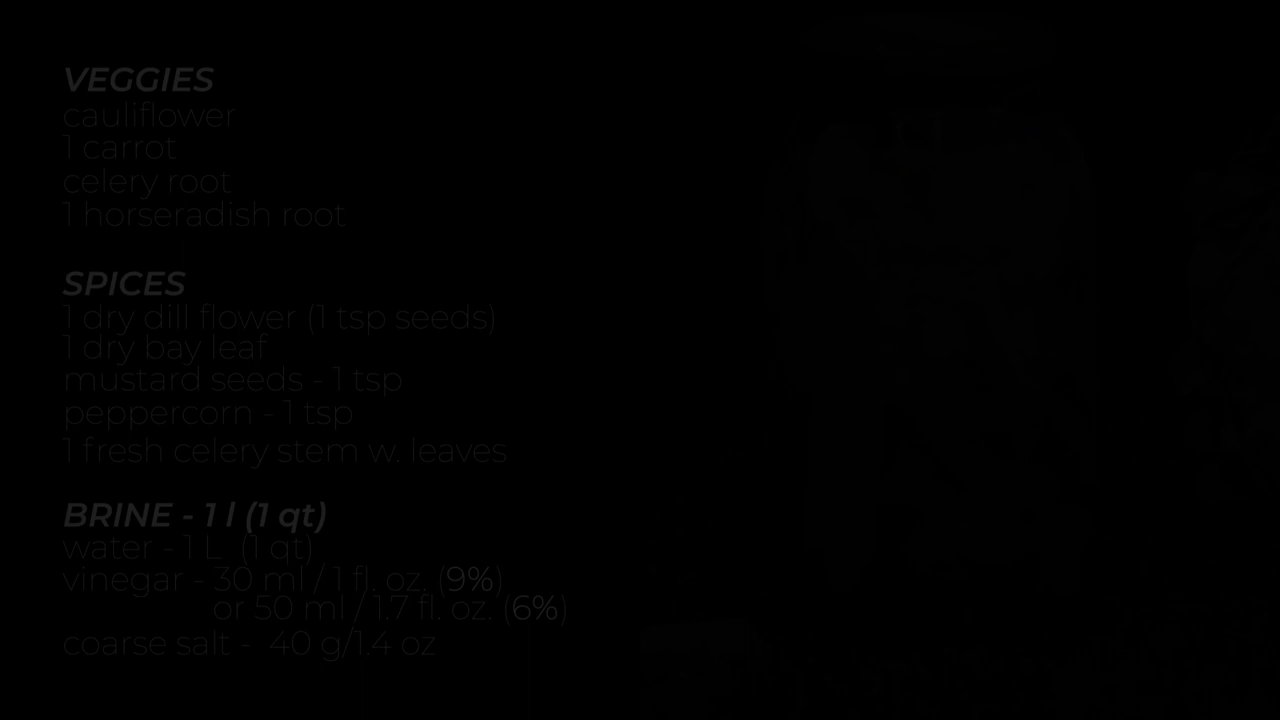 VEGGIES
cauliflower
1 carrot
celery root
1 horseradish root
SPICES
1 dry dill flower (1 tsp seeds)
1 dry bay leaf
mustard seeds - 1 tsp
peppercorn - 1 tsp
1 fresh celery stem w. leaves
BRINE - 1 l (1 qt)
water - 1 L (1 qt)
vinegar - 30 ml / 1 fl. oz. (9%)
or 50 ml / 1.7 fl. oz. (6%)
coarse salt - 40 g/1.4 oz